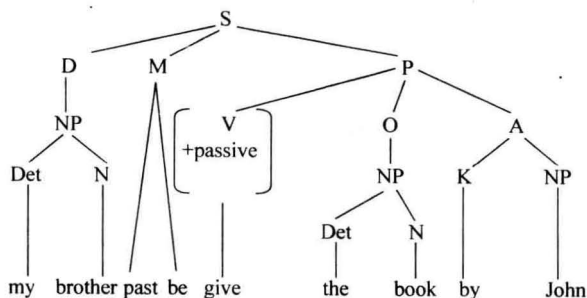 S
D M P
NP V O A
+passive
Det N NP K NP
Det N
my brother past be give the book by John